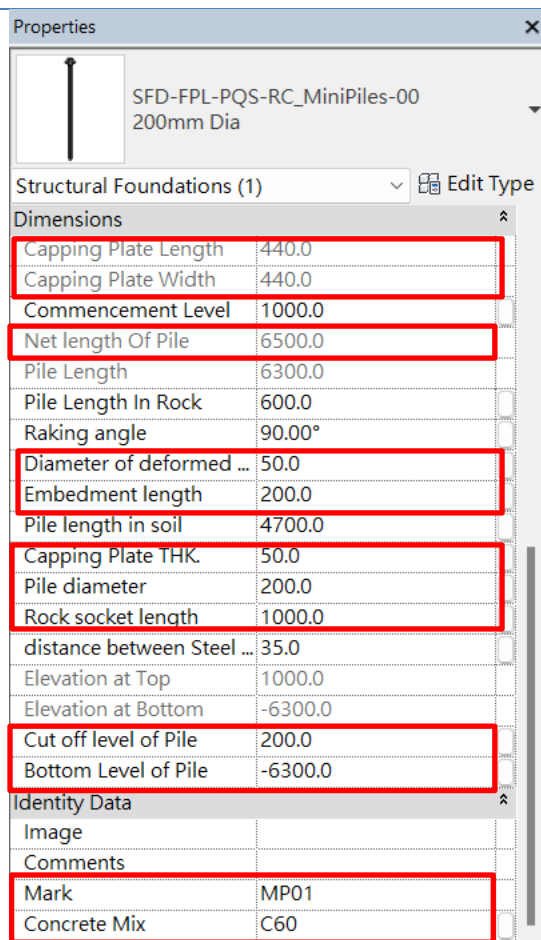 Properties
SFD-FPL-PQS-RC_MiniPiles-00
200mm Dia
Structural Foundations (1) Edit Type
Dimensions
Capping Plate Length 440.0
Capping Plate Width 440.0
Commencement Level 1000.0
Net length Of Pile 6500.0
Pile Length 6300.0
Pile Length In Rock 600.0
Raking angle 90.00°
Diameter of deformed ... 50.0
Embedment length 200.0
Pile length in soil 4700.0
Capping Plate THK. 50.0
Pile diameter 200.0
Rock socket length 1000.0
distance between Steel ... 35.0
Elevation at Top 1000.0
Elevation at Bottom -6300.0
Cut off level of Pile 200.0
Bottom Level of Pile -6300.0
Identity Data
Image
Comments
Mark MP01
Concrete Mix C60